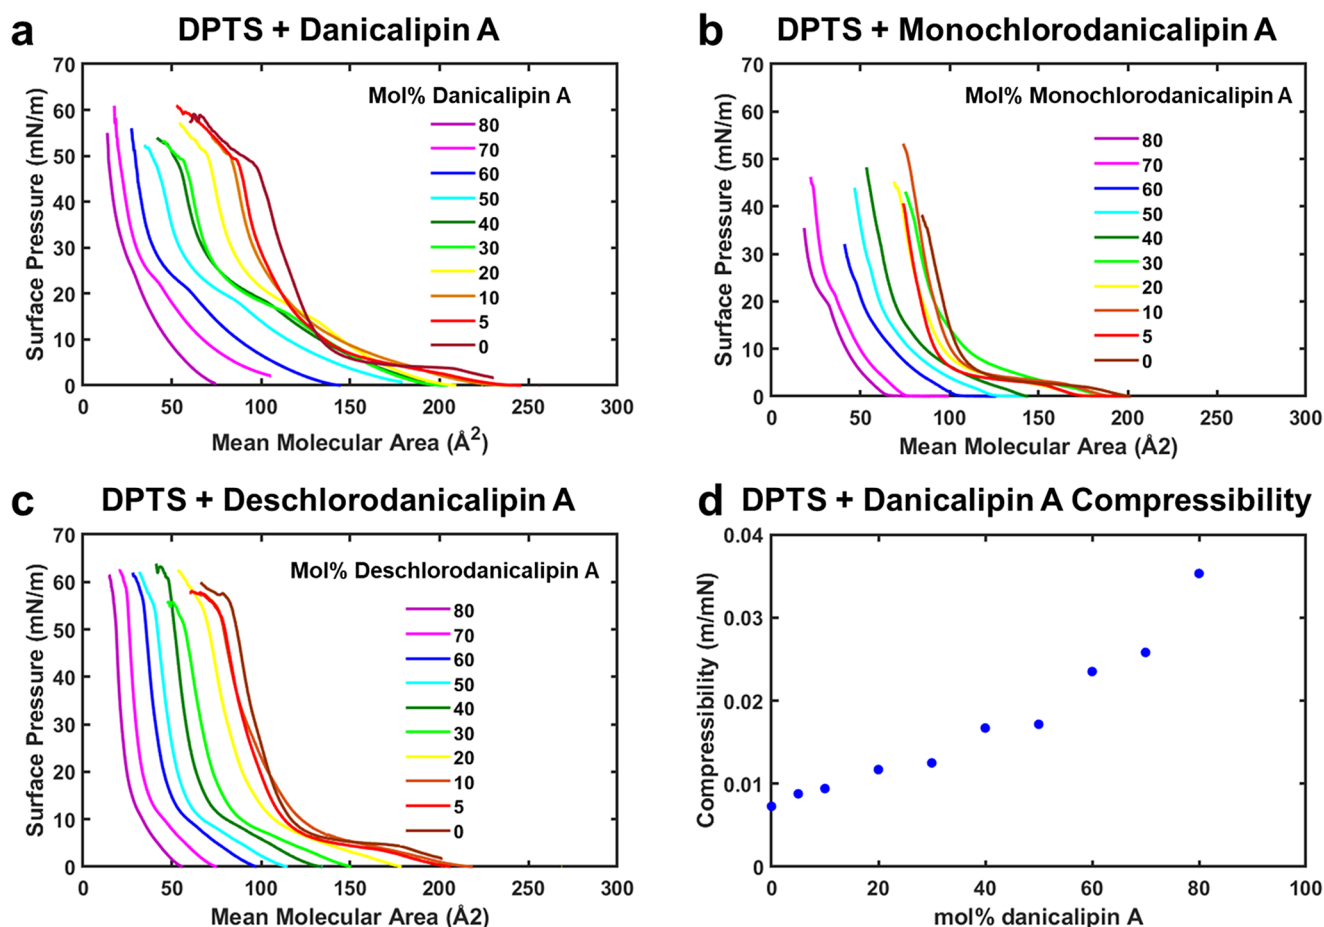 a
DPTS + Danicalipin A
70
60
50
40
30
20
10
0
Surface Pressure (mN/m)
Mol% Danicalipin A
80
70
60
50
40
30
20
10
5
0
0 50 100 150 200 250 300
Mean Molecular Area (Å²)
b
DPTS + Monochlorodanicalipin A
70
60
50
40
30
20
10
0
Surface Pressure (mN/m)
Mol% Monochlorodanicalipin A
80
70
60
50
40
30
20
10
5
0
0 50 100 150 200 250 300
Mean Molecular Area (Å2)
c
DPTS + Deschlorodanicalipin A
70
60
50
40
30
20
10
0
Surface Pressure (mN/m)
Mol% Deschlorodanicalipin A
80
70
60
50
40
30
20
10
5
0
0 50 100 150 200 250 300
Mean Molecular Area (Å2)
d
DPTS + Danicalipin A Compressibility
0.04
0.03
0.02
0.01
0
Compressibility (m/mN)
0 20 40 60 80 100
mol% danicalipin A